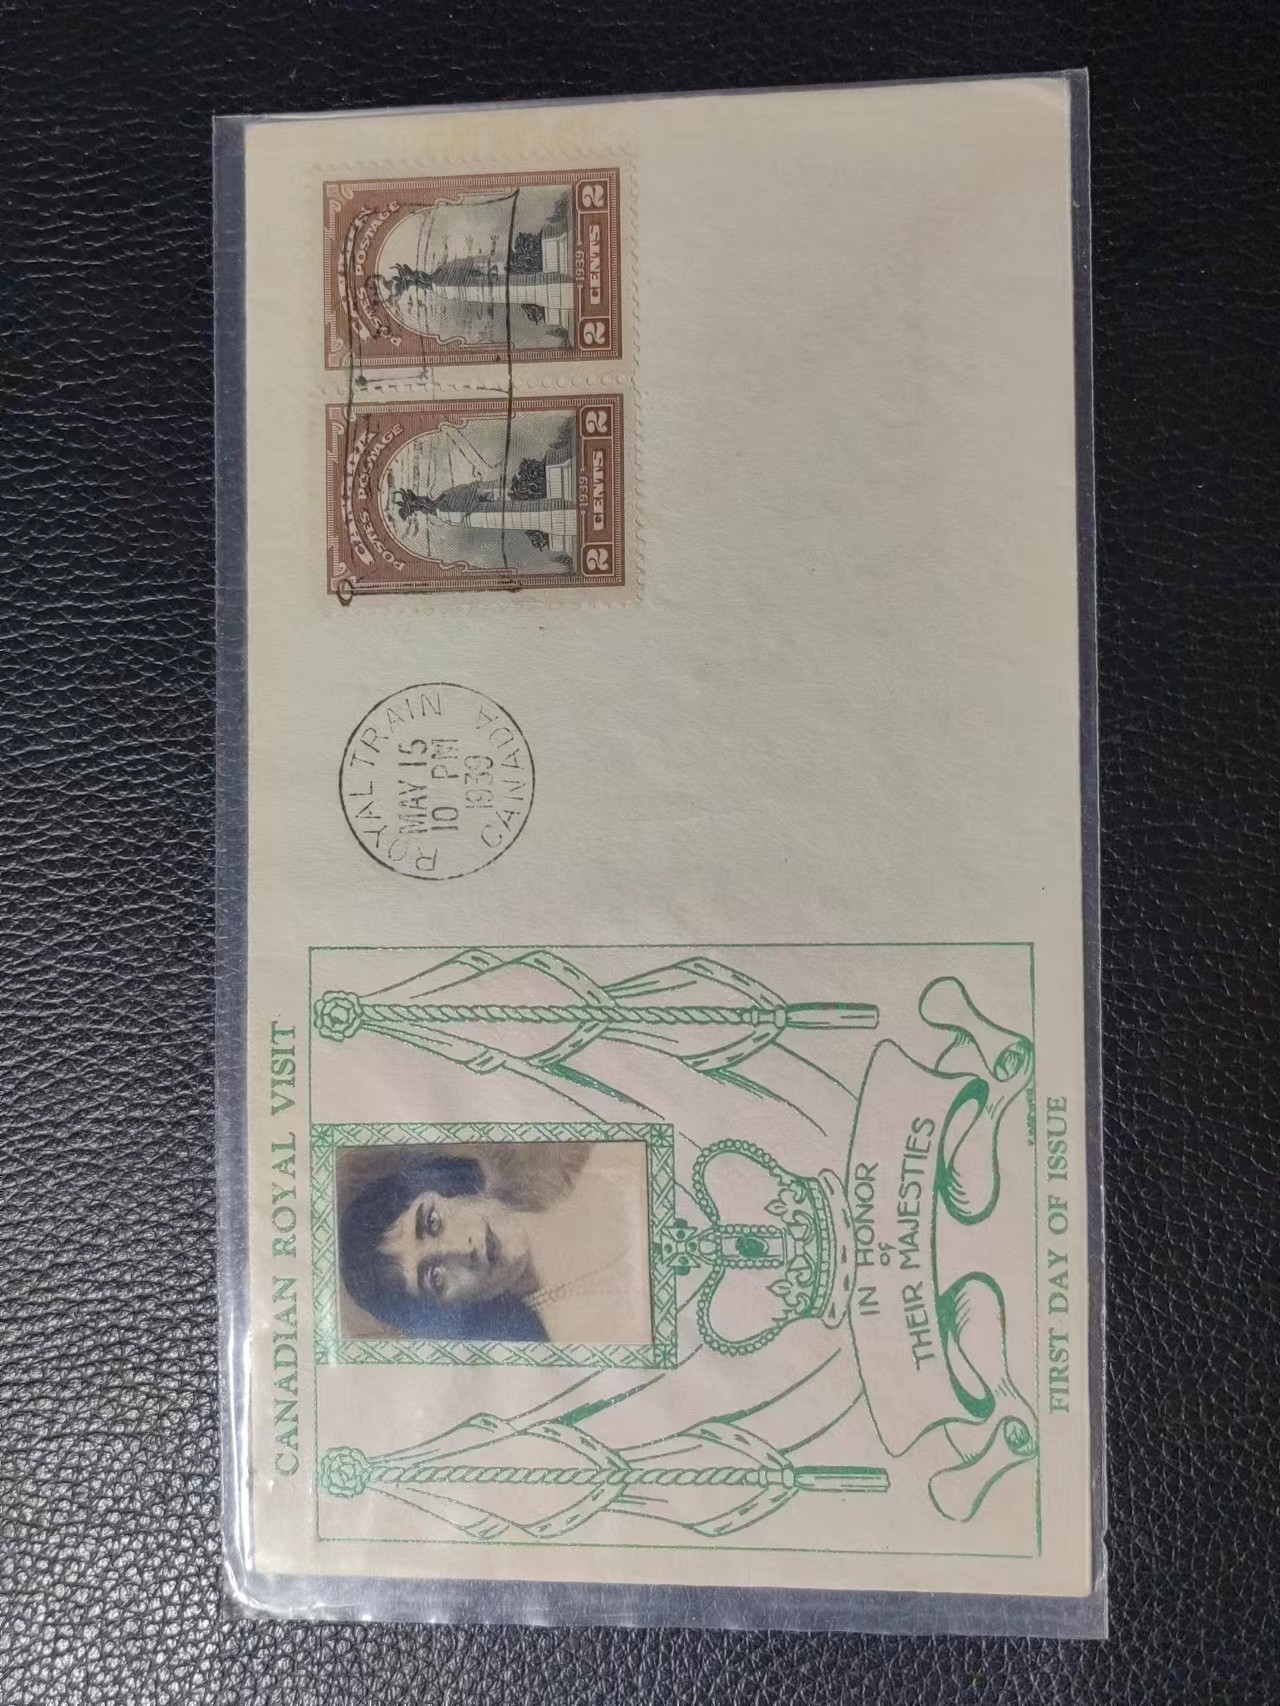 CANADIAN ROYAL VISIT
IN HONOR
OF
THEIR MAJESTIES
FIRST DAY OF ISSUE
ROYAL TRAIN
MAY 15
10 PM
1939
CANADA
CANADA
POSTES POSTAGE
1939
2 CENTS 2
CANADA
POSTES POSTAGE
1939
2 CENTS 2